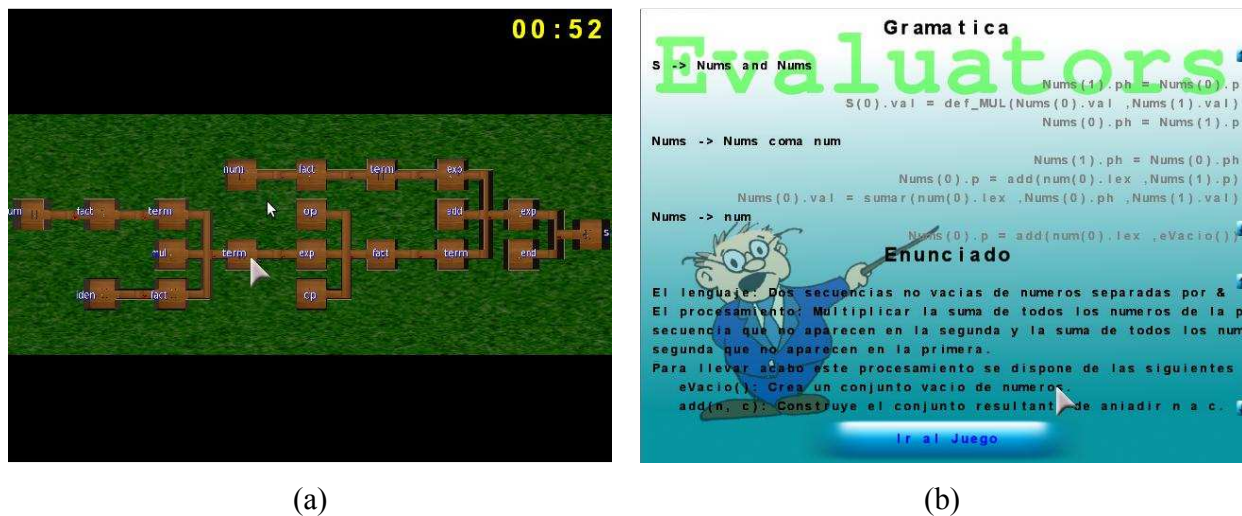 00:52
num fact term exp
um fact term op add exp
mul term exp fact term end s
iden fact cp
(a)
Evaluators
Gramatica
S -> Nums and Nums
Nums(1).ph = Nums(0).p
S(0).val = def_MUL(Nums(0).val ,Nums(1).val)
Nums(0).ph = Nums(1).p
Nums -> Nums coma num
Nums(1).ph = Nums(0).ph
Nums(0).p = add(num(0).lex ,Nums(1).p)
Nums(0).val = sumar(num(0).lex ,Nums(0).ph ,Nums(1).val)
Nums -> num
Nums(0).p = add(num(0).lex ,eVacio())
Enunciado
El lenguaje: Dos secuencias no vacias de numeros separadas por &
El procesamiento: Multiplicar la suma de todos los numeros de la p
secuencia que no aparecen en la segunda y la suma de todos los num
segunda que no aparecen en la primera.
Para llevar acabo este procesamiento se dispone de las siguientes
eVacio(): Crea un conjunto vacio de numeros.
add(n, c): Construye el conjunto resultant de aniadir n a c.
Ir al Juego
(b)